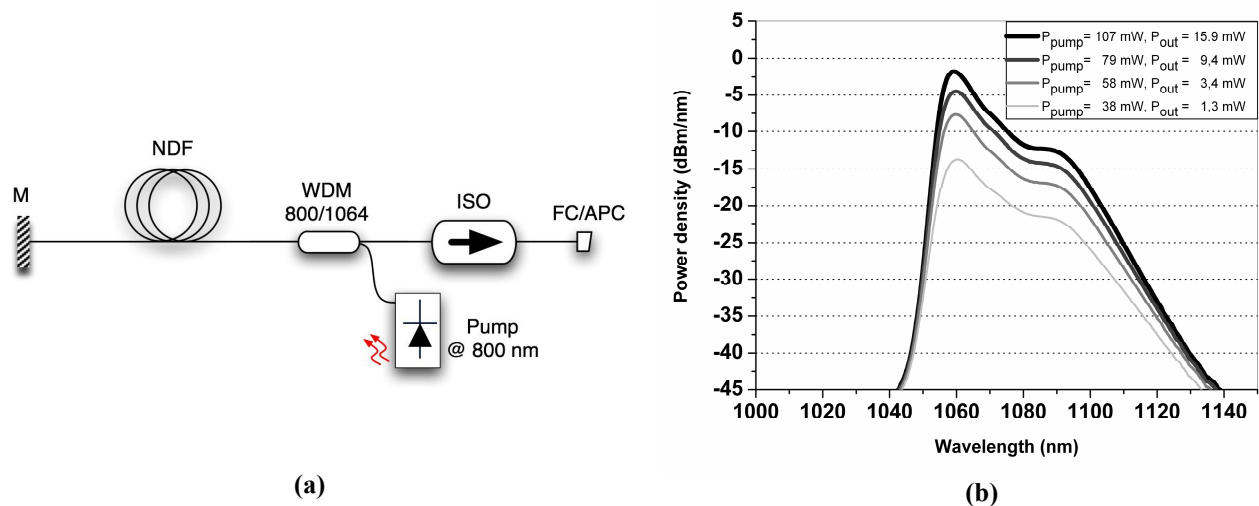 M
NDF
WDM
800/1064
ISO
FC/APC
Pump
@ 800 nm
(a)
Power density (dBm/nm)
5
0
-5
-10
-15
-20
-25
-30
-35
-40
-45
1000 1020 1040 1060 1080 1100 1120 1140
Wavelength (nm)
Ppump= 107 mW, Pout = 15.9 mW
Ppump= 79 mW, Pout = 9,4 mW
Ppump= 58 mW, Pout = 3,4 mW
Ppump= 38 mW, Pout = 1.3 mW
(b)